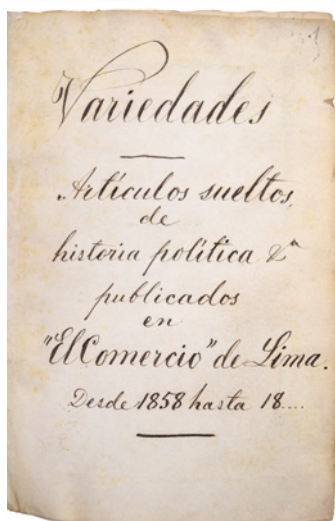 Variedades
Artículos sueltos,
de
historia política &ª
publicados
en
"El Comercio" de Lima.
Desde 1858 hasta 18....